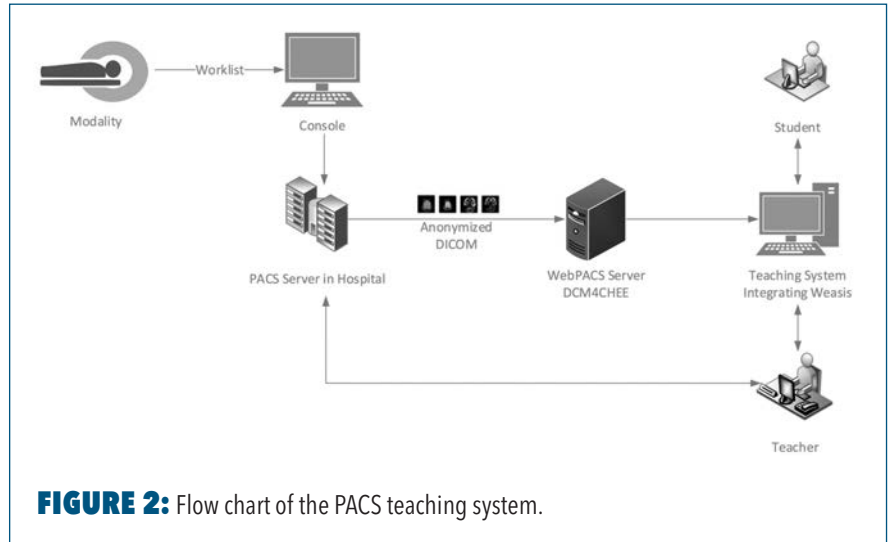 Worklist
Modality
Console
Student
Anonymized
DICOM
PACS Server in Hospital
WebPACS Server
DCM4CHEE
Teaching System
Integrating Weasis
Teacher
FIGURE 2: Flow chart of the PACS teaching system.